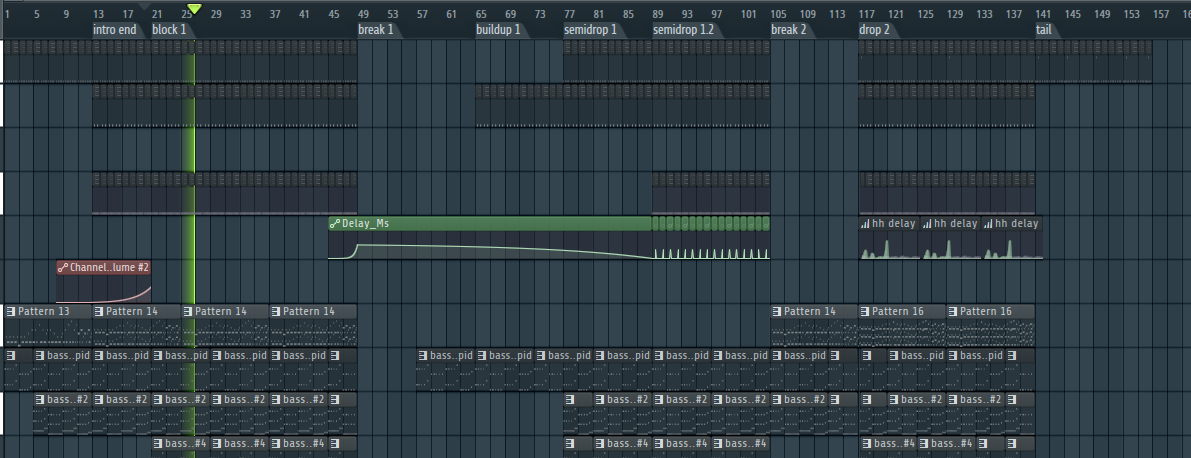 1 5 9 13 17 21 25 29 33 37 41 45 49 53 57 61 65 69 73 77 81 85 89 93 97 101 105 109 113 117 121 125 129 133 137 141 145 149 153 157 16
intro end block 1 break 1 buildup 1 semidrop 1 semidrop 1.2 break 2 drop 2 tail
Delay_Ms hh delay hh delay hh delay
Channel..lume #2
Pattern 13 Pattern 14 Pattern 14 Pattern 14 Pattern 14 Pattern 16 Pattern 16
bass..pid bass..pid bass..pid bass..pid bass..pid bass..pid bass..pid bass..pid bass..pid bass..pid bass..pid bass..pid bass..pid bass..pid
bass..#2 bass..#2 bass..#2 bass..#2 bass..#2 bass..#2 bass..#2 bass..#2 bass..#2 bass..#2 bass..#2
bass..#4 bass..#4 bass..#4 bass..#4 bass..#4 bass..#4 bass..#4 bass..#4